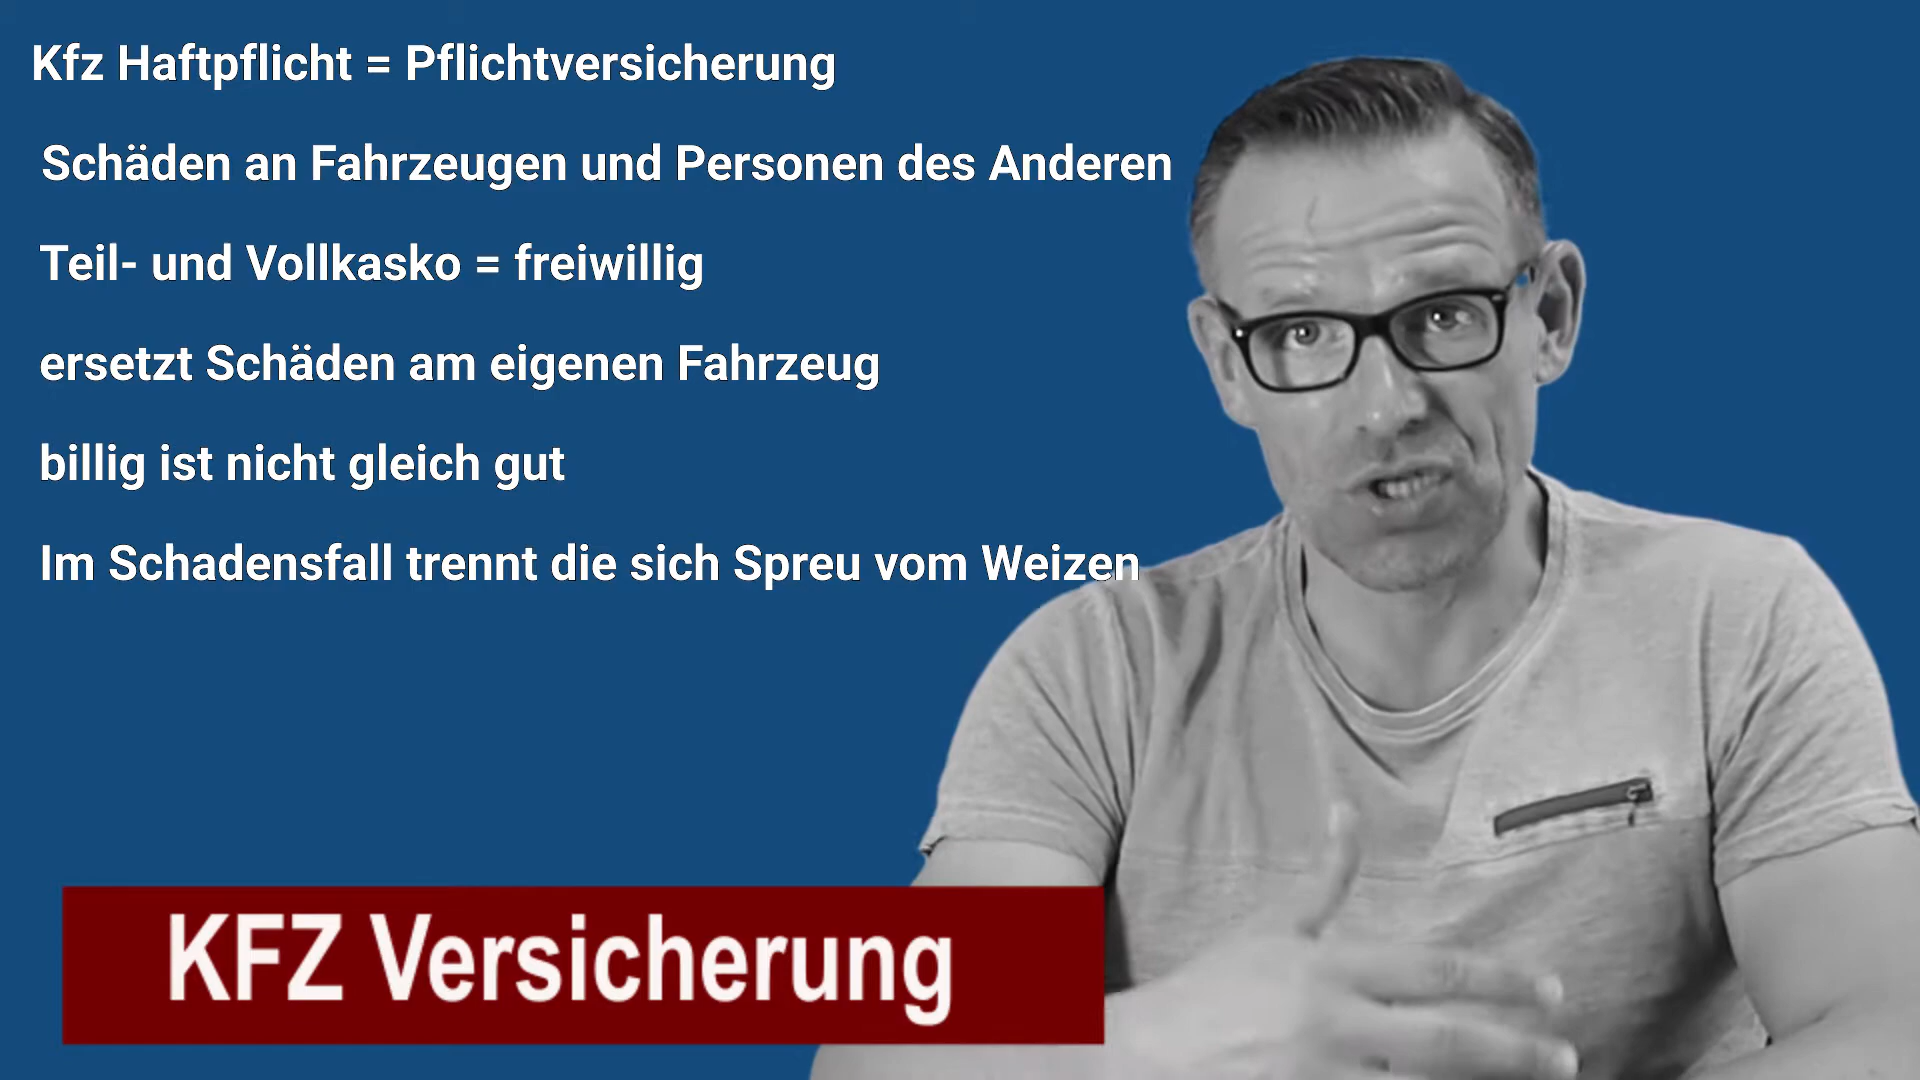 Kfz Haftpflicht = Pflichtversicherung
Schäden an Fahrzeugen und Personen des Anderen
Teil- und Vollkasko = freiwillig
ersetzt Schäden am eigenen Fahrzeug
billig ist nicht gleich gut
Im Schadensfall trennt die sich Spreu vom Weizen
KFZ Versicherung